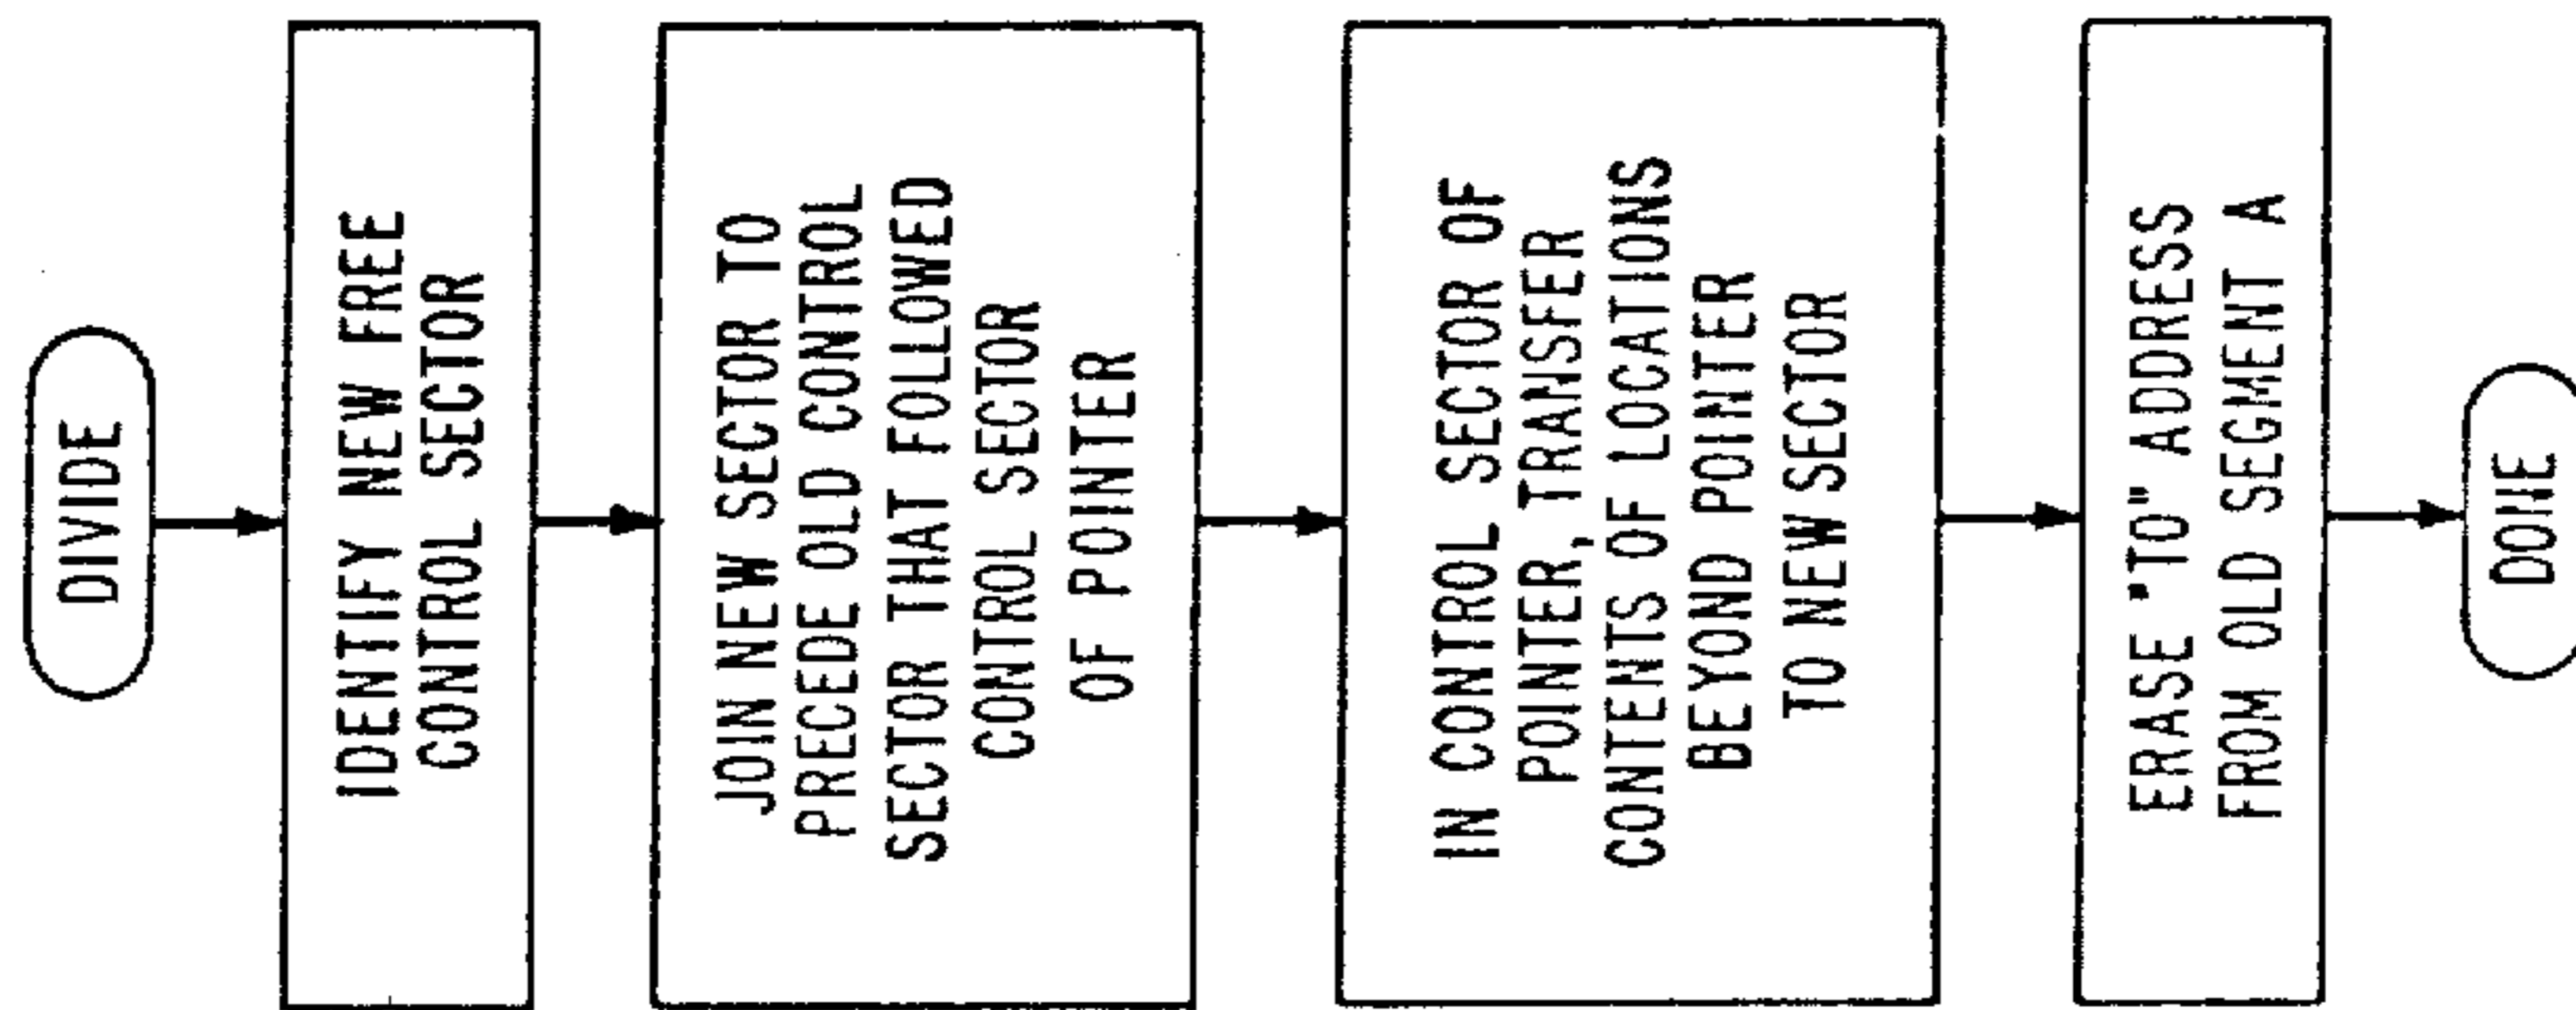 DIVIDE
IDENTIFY NEW FREE
CONTROL SECTOR
JOIN NEW SECTOR TO
PRECEDE OLD CONTROL
SECTOR THAT FOLLOWED
CONTROL SECTOR
OF POINTER
IN CONTROL SECTOR OF
POINTER, TRANSFER
CONTENTS OF LOCATIONS
BEYOND POINTER
TO NEW SECTOR
ERASE "TO" ADDRESS
FROM OLD SEGMENT A
DONE